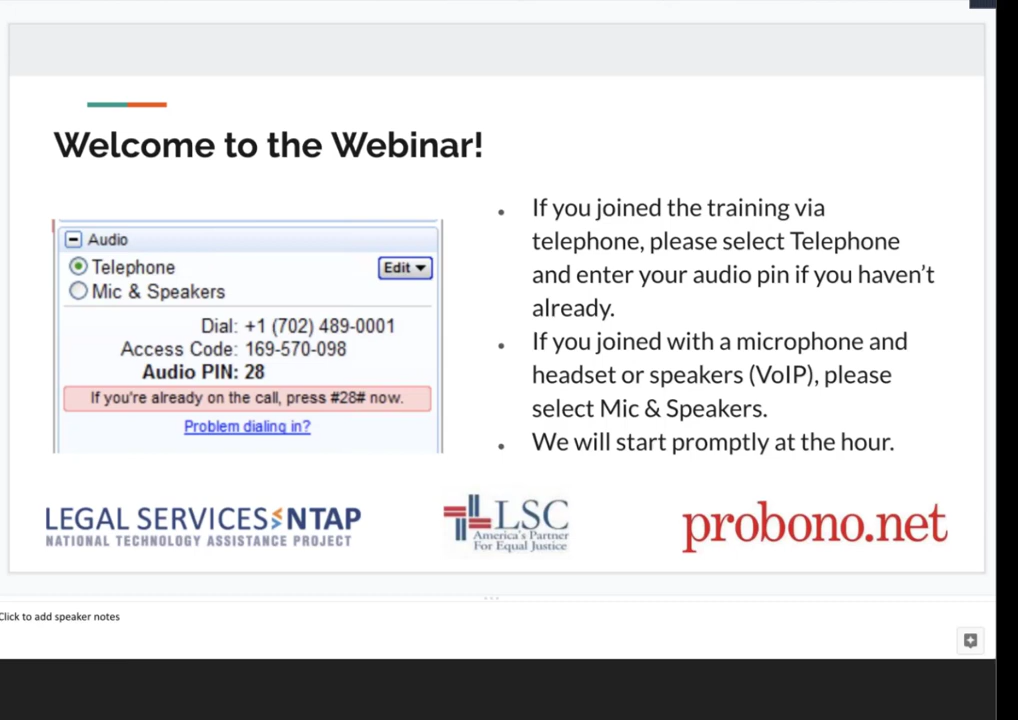 Welcome to the Webinar!
Audio
Telephone
Edit
Mic & Speakers
Dial: +1 (702) 489-0001
Access Code: 169-570-098
Audio PIN: 28
If you're already on the call, press #28# now.
Problem dialing in?
• If you joined the training via
telephone, please select Telephone
and enter your audio pin if you haven’t
already.
• If you joined with a microphone and
headset or speakers (VoIP), please
select Mic & Speakers.
• We will start promptly at the hour.
LEGAL SERVICES NTAP
NATIONAL TECHNOLOGY ASSISTANCE PROJECT
LSC
America's Partner
For Equal Justice
probono.net
Click to add speaker notes